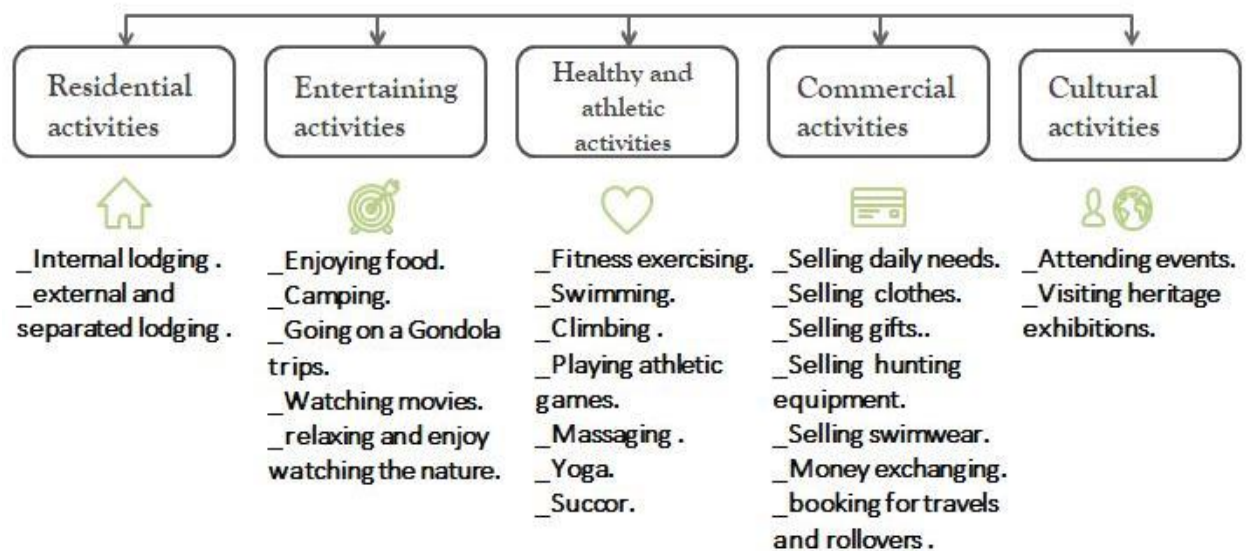 Residential
activities
Entertaining
activities
Healthy and
athletic
activities
Commercial
activities
Cultural
activities
_Internal lodging .
_external and
separated lodging .
_Enjoying food.
_Camping.
_Going on a Gondola
trips.
_Watching movies.
_relaxing and enjoy
watching the nature.
_Fitness exercising.
_Swimming.
_Climbing .
_Playing athletic
games.
_Massaging .
_Yoga.
_Succor.
_Selling daily needs.
_Selling clothes.
_Selling gifts..
_Selling hunting
equipment.
_Selling swimwear.
_Money exchanging.
_booking for travels
and rollovers .
_Attending events.
_Visiting heritage
exhibitions.